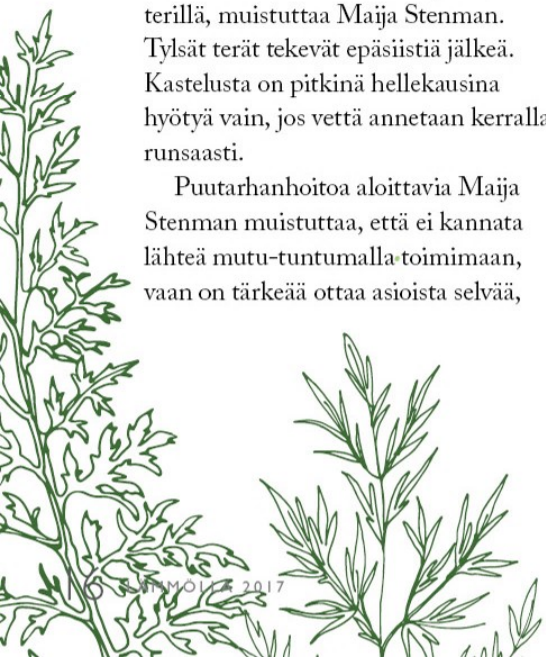 terillä, muistuttaa Maija Stenman.
Tylsät terät tekevät epäsiistiä jälkeä.
Kastelusta on pitkinä hellekausina
hyötyä vain, jos vettä annetaan kerralla
runsaasti.
Puutarhanhoitoa aloittavia Maija
Stenman muistuttaa, että ei kannata
lähteä mutu-tuntumalla toimimaan,
vaan on tärkeää ottaa asioista selvää,
16 LÄMMÖLLÄ 2017